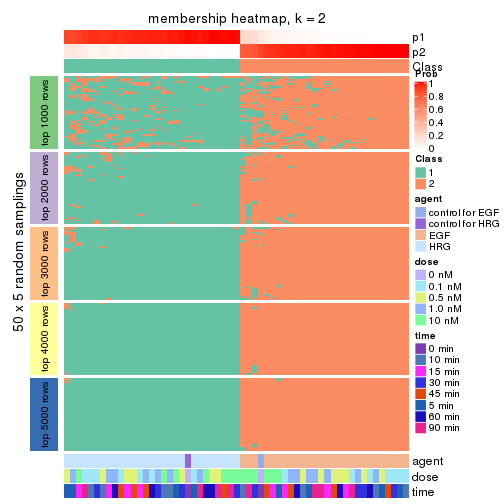 membership heatmap, k = 2
p1
p2
Class
50 x 5 random samplings
top 1000 rows
top 2000 rows
top 3000 rows
top 4000 rows
top 5000 rows
agent
dose
time
Prob
1
0.8
0.6
0.4
0.2
0
Class
1
2
agent
control for EGF
control for HRG
EGF
HRG
dose
0 nM
0.1 nM
0.5 nM
1.0 nM
10 nM
time
0 min
10 min
15 min
30 min
45 min
5 min
60 min
90 min